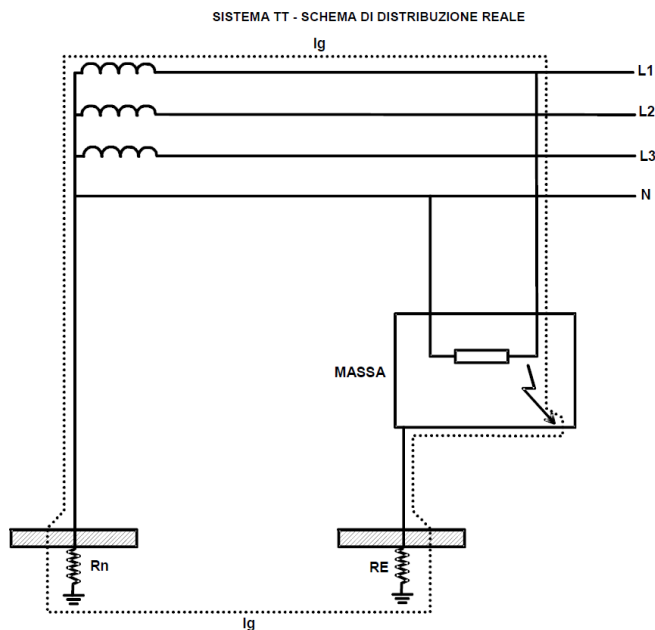 SISTEMA TT - SCHEMA DI DISTRIBUZIONE REALE
Ig
L1
L2
L3
N
MASSA
Rn
RE
Ig